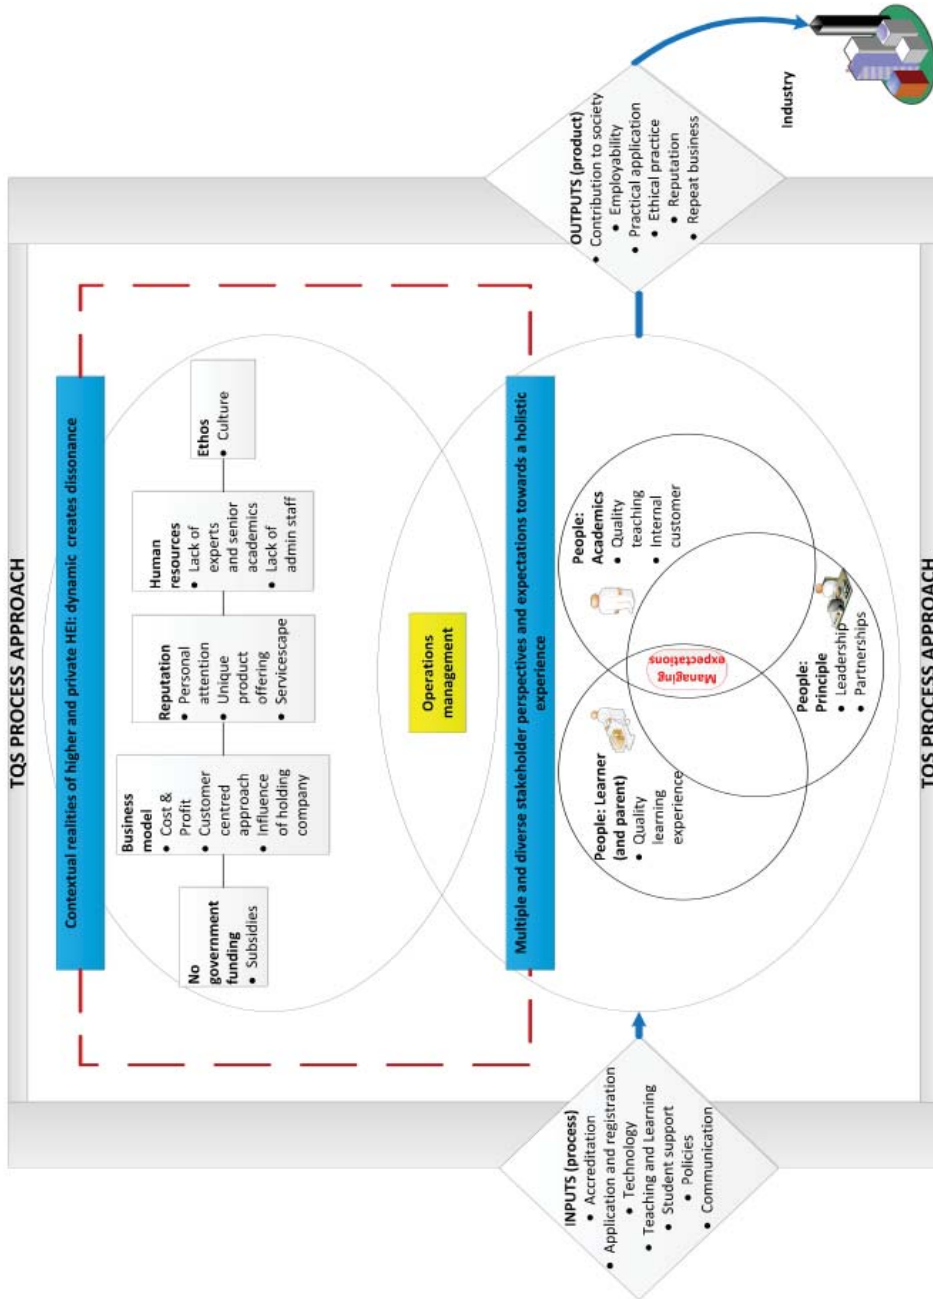 TQS PROCESS APPROACH
Contextual realities of higher and private HEI: dynamic creates dissonance
No
government
funding
• Subsidies
Business
model
• Cost &
Profit
• Customer
centred
approach
• Influence
of holding
company
Reputation
• Personal
attention
• Unique
product
offering
• Servicescape
Human
resources
• Lack of
experts
and senior
academics
• Lack of
admin staff
Ethos
• Culture
Operations
management
Multiple and diverse stakeholder perspectives and expectations towards a holistic
experience
INPUTS (process)
• Accreditation
• Application and registration
• Technology
• Teaching and Learning
• Student support
• Policies
• Communication
People: Learner
(and parent)
• Quality
learning
experience
Managing
expectations
People:
Academics
• Quality
teaching
• Internal
customer
People:
Principle
• Leadership
• Partnerships
OUTPUTS (product)
• Contribution to society
• Employability
• Practical application
• Ethical practice
• Reputation
• Repeat business
Industry
TQS PROCESS APPROACH